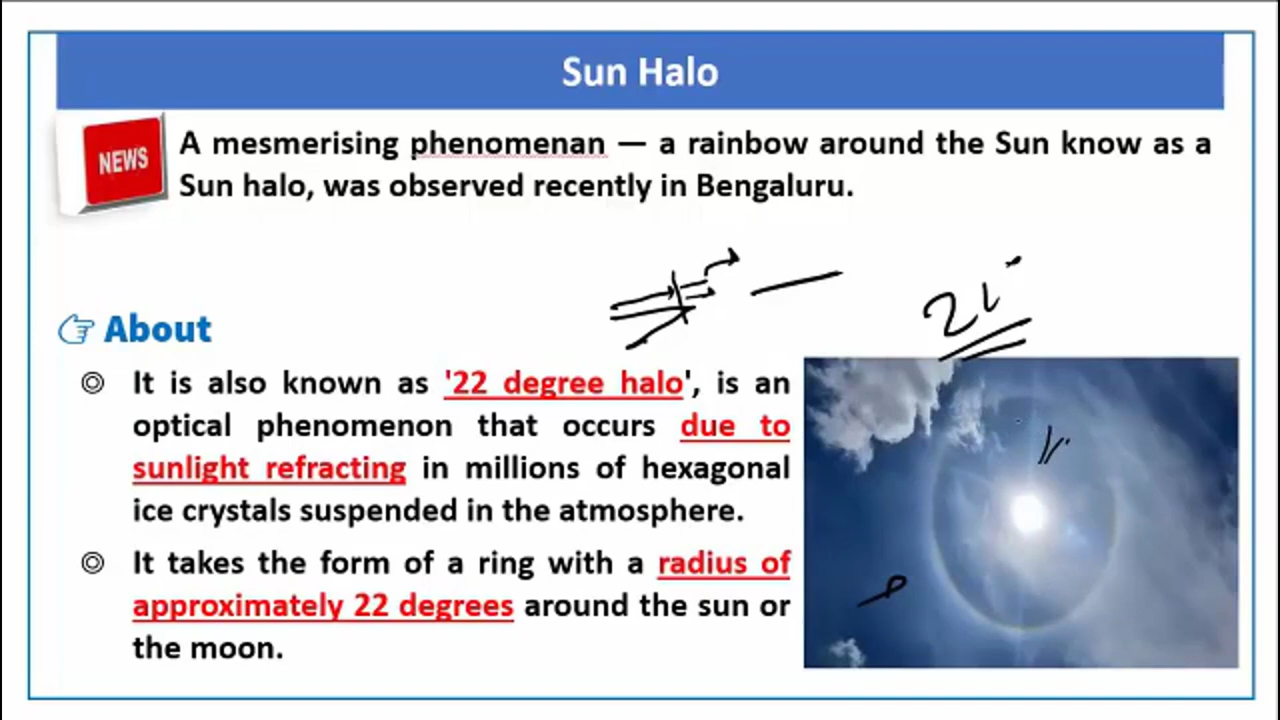 Sun Halo
NEWS
A mesmerising phenomenan — a rainbow around the Sun know as a
Sun halo, was observed recently in Bengaluru.
About
It is also known as '22 degree halo', is an
optical phenomenon that occurs due to
sunlight refracting in millions of hexagonal
ice crystals suspended in the atmosphere.
It takes the form of a ring with a radius of
approximately 22 degrees around the sun or
the moon.